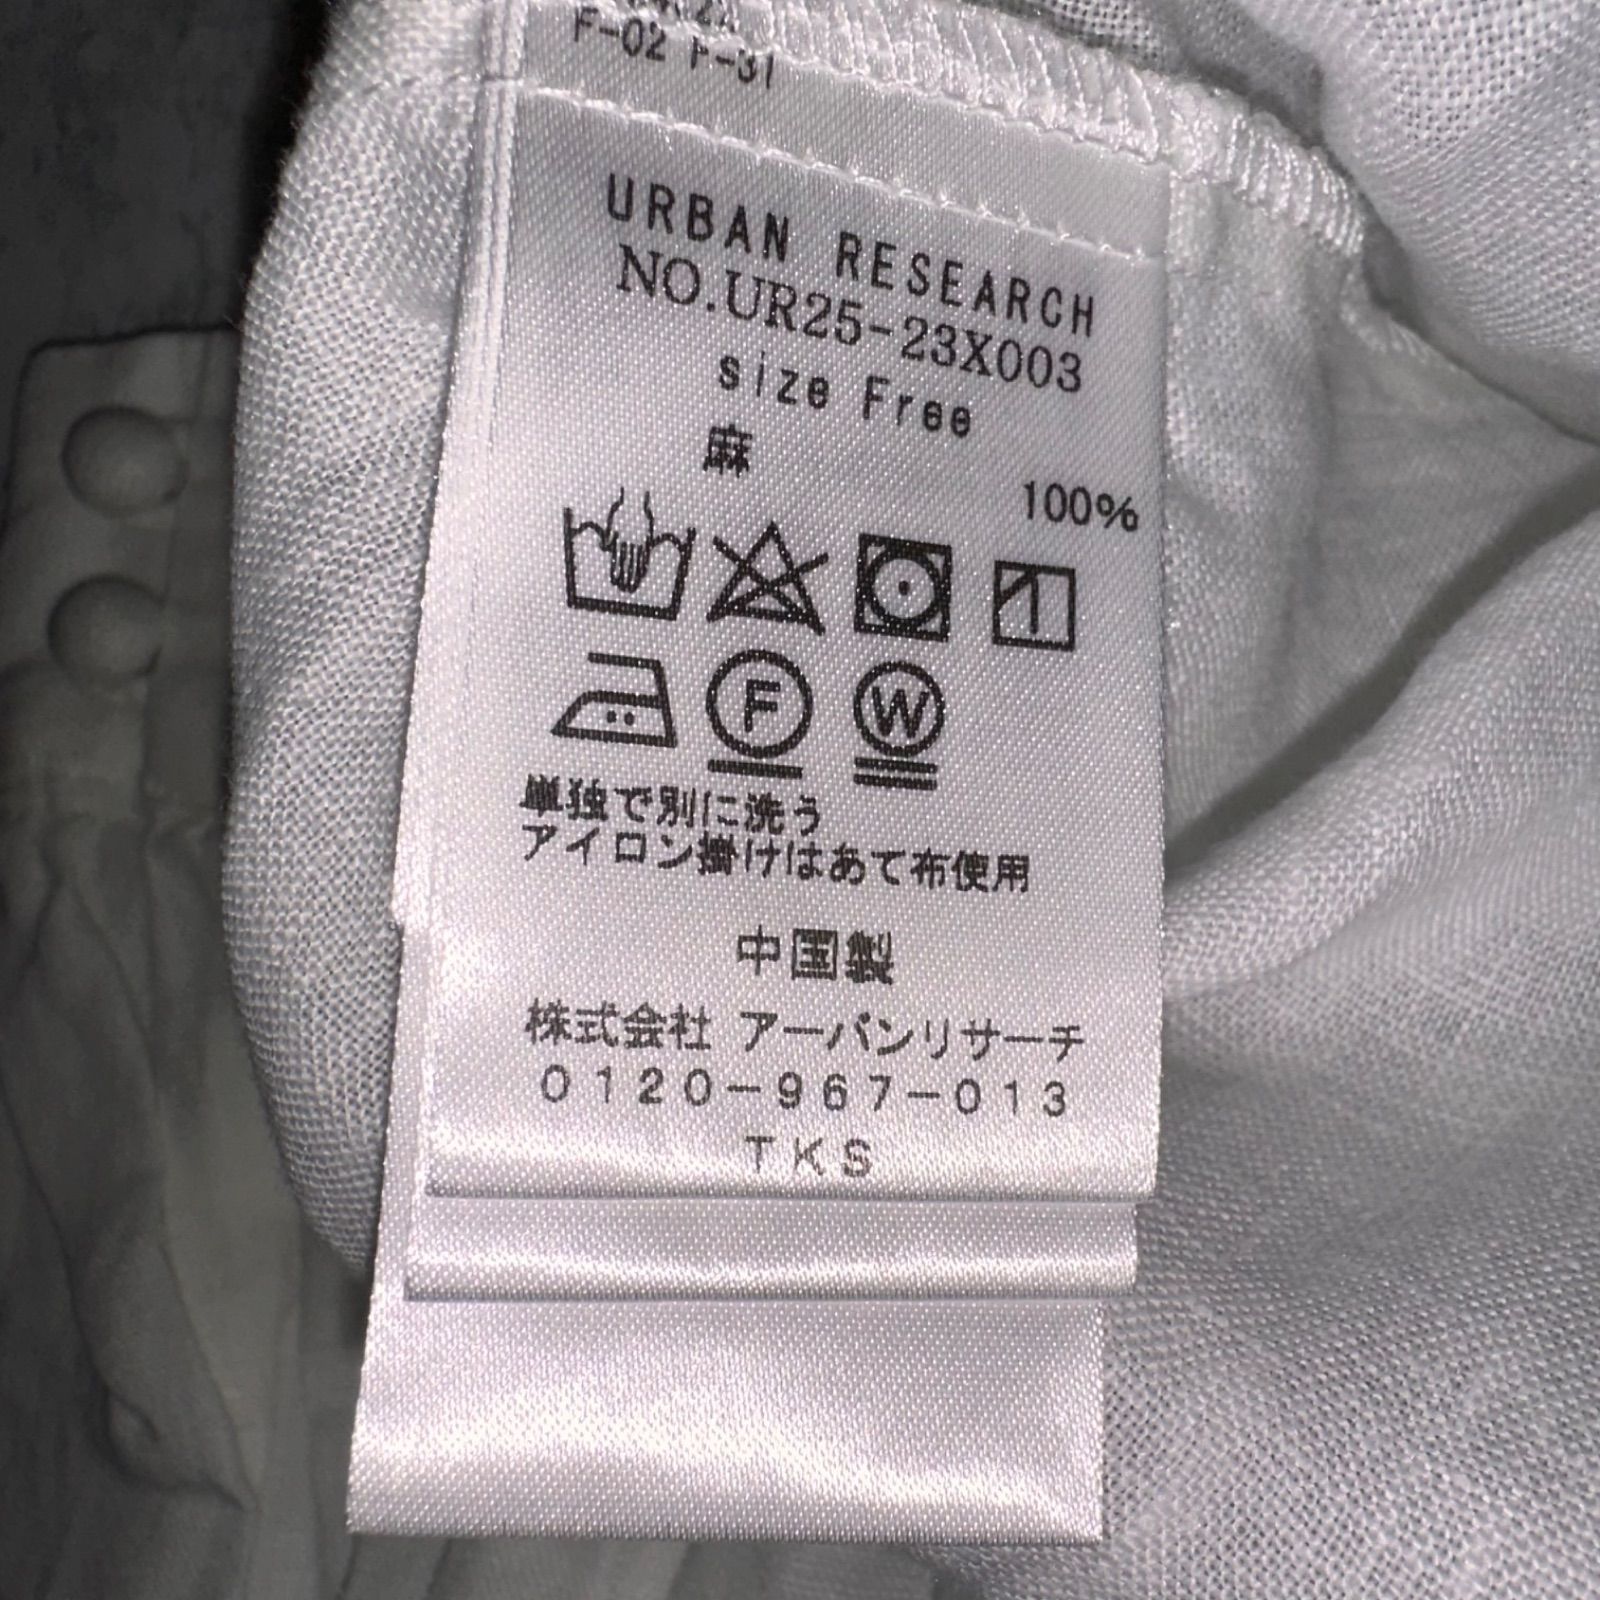 F-02 F-31
URBAN RESEARCH
NO.UR25-23X003
size Free
麻
100%
F W
単独で別に洗う
アイロン掛けはあて布使用
中国製
株式会社 アーバンリサーチ
0120-967-013
TKS